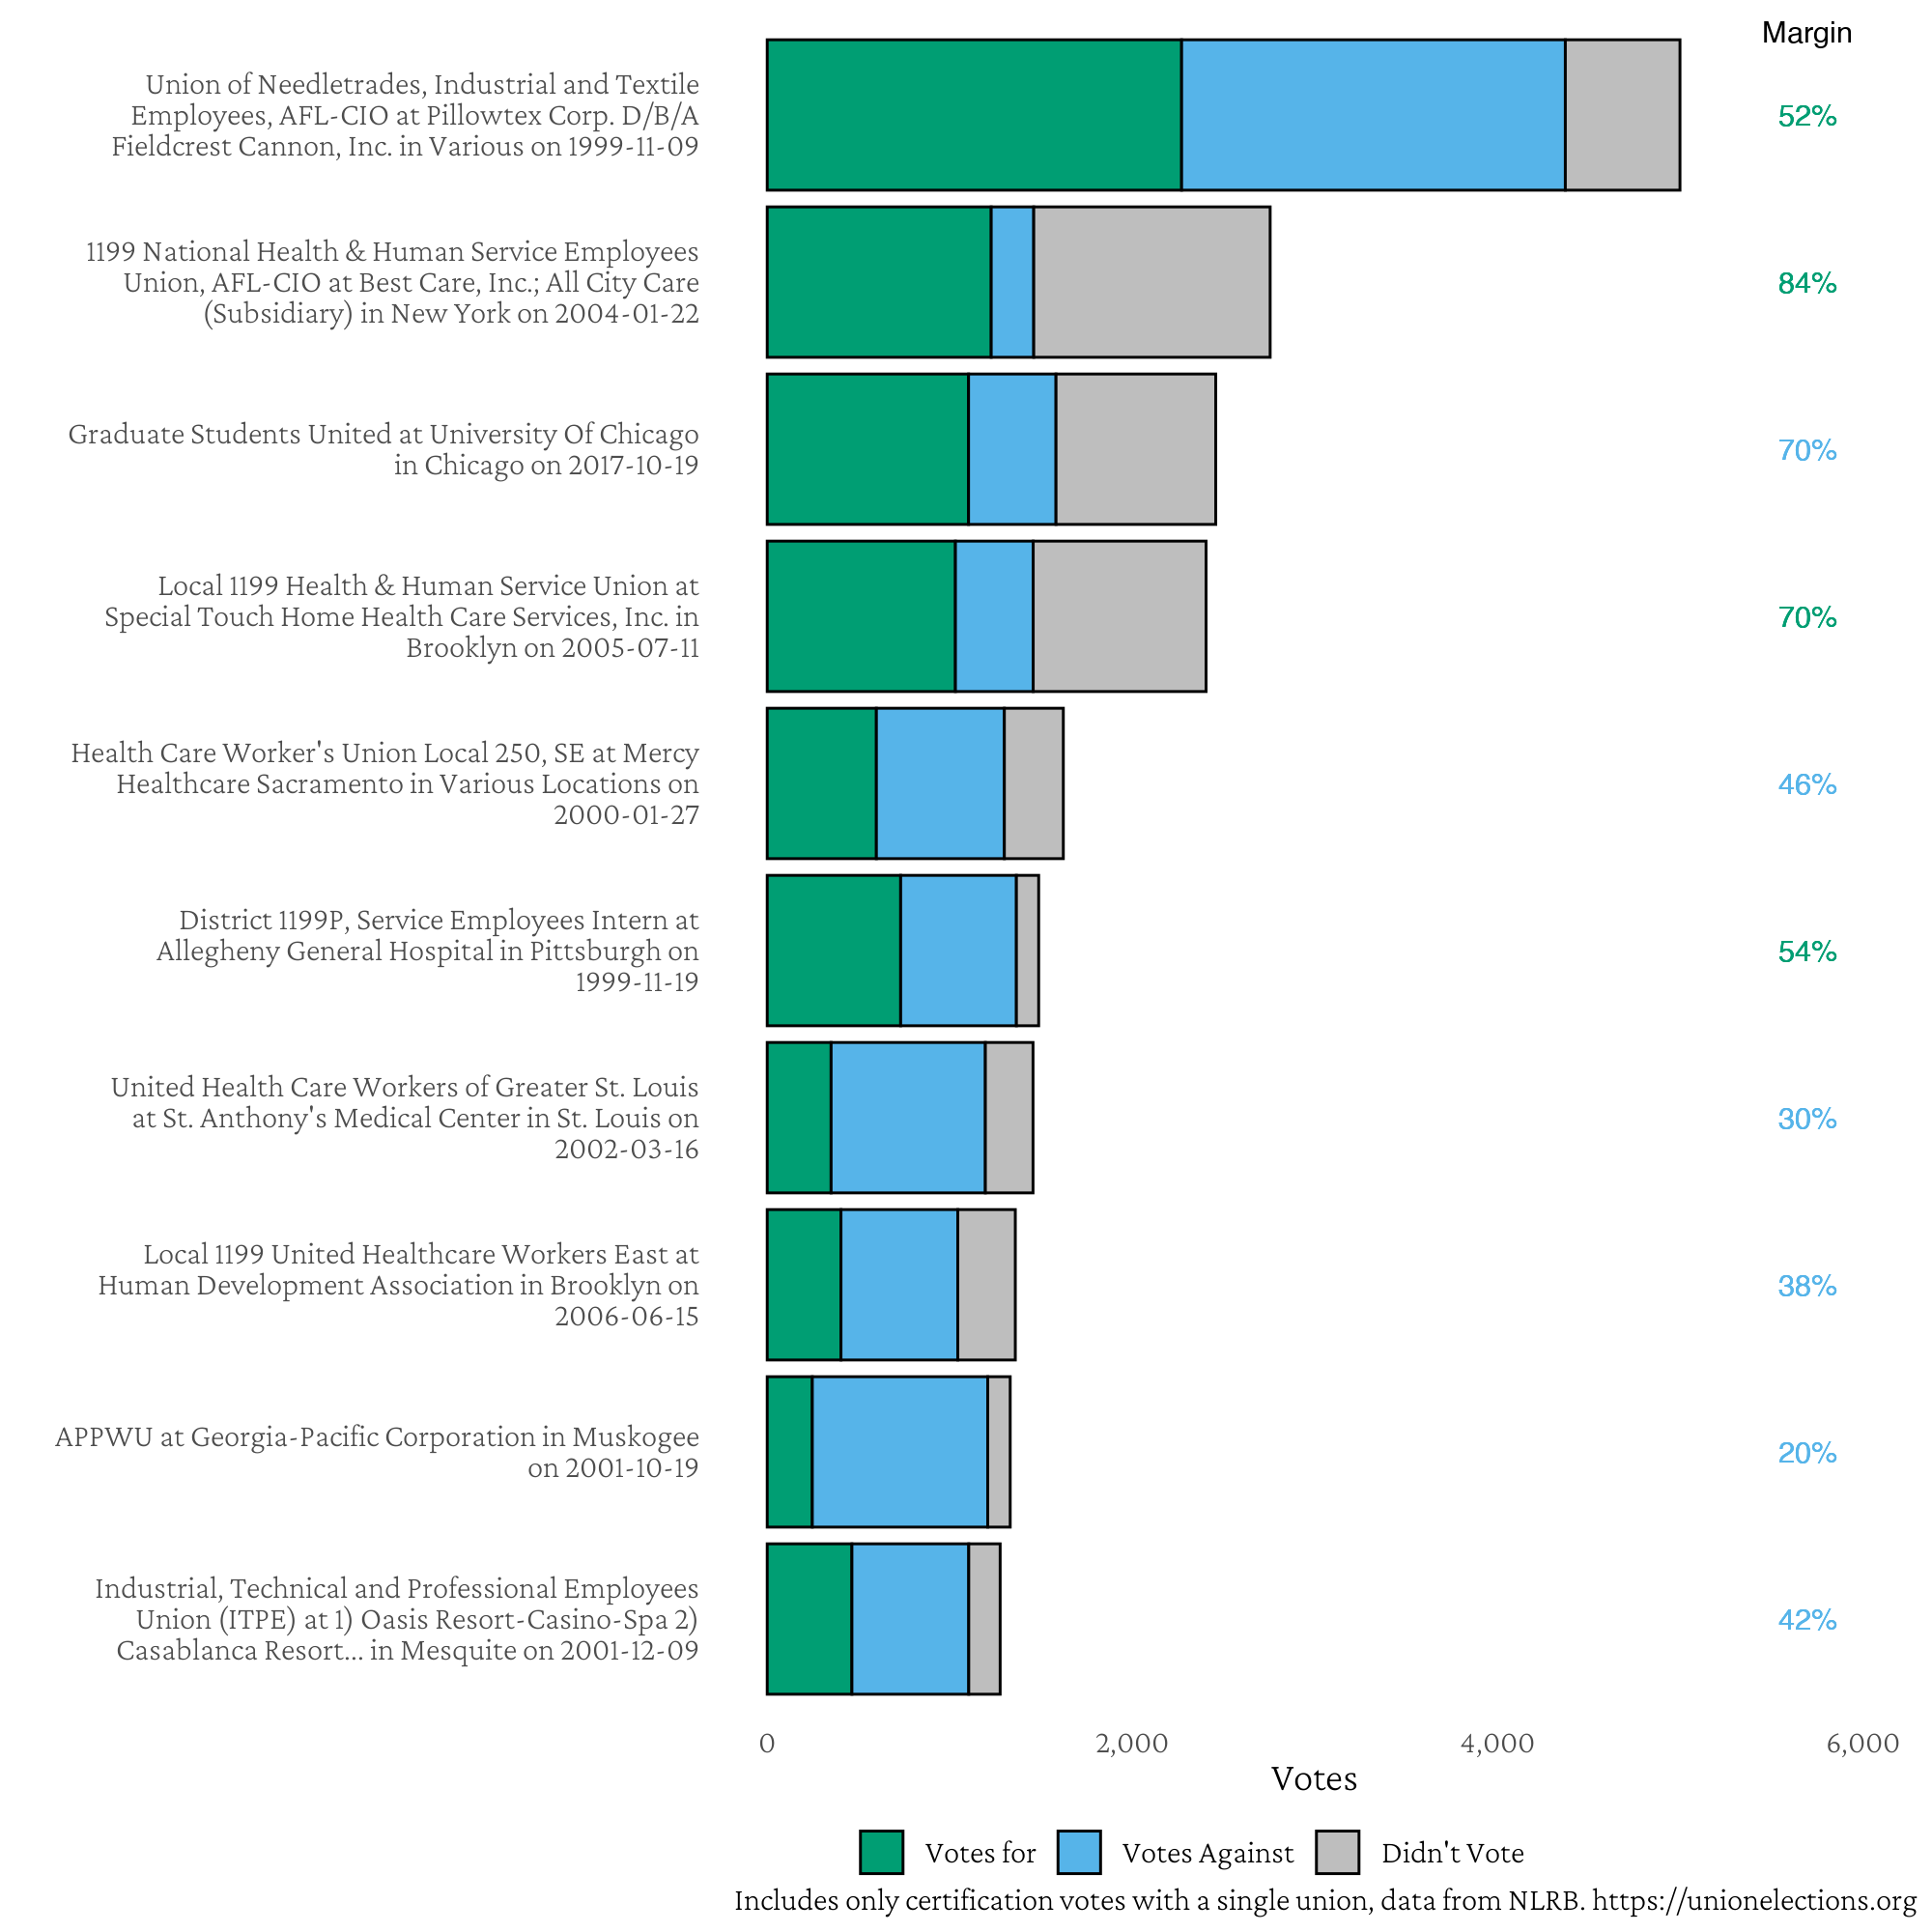 Margin
Union of Needletrades, Industrial and Textile
Employees, AFL-CIO at Pillowtex Corp. D/B/A
Fieldcrest Cannon, Inc. in Various on 1999-11-09
52%
1199 National Health & Human Service Employees
Union, AFL-CIO at Best Care, Inc.; All City Care
(Subsidiary) in New York on 2004-01-22
84%
Graduate Students United at University Of Chicago
in Chicago on 2017-10-19
70%
Local 1199 Health & Human Service Union at
Special Touch Home Health Care Services, Inc. in
Brooklyn on 2005-07-11
70%
Health Care Worker's Union Local 250, SE at Mercy
Healthcare Sacramento in Various Locations on
2000-01-27
46%
District 1199P, Service Employees Intern at
Allegheny General Hospital in Pittsburgh on
1999-11-19
54%
United Health Care Workers of Greater St. Louis
at St. Anthony's Medical Center in St. Louis on
2002-03-16
30%
Local 1199 United Healthcare Workers East at
Human Development Association in Brooklyn on
2006-06-15
38%
APPWU at Georgia-Pacific Corporation in Muskogee
on 2001-10-19
20%
Industrial, Technical and Professional Employees
Union (ITPE) at 1) Oasis Resort-Casino-Spa 2)
Casablanca Resort... in Mesquite on 2001-12-09
42%
0 2,000 4,000 6,000
Votes
Votes for Votes Against Didn't Vote
Includes only certification votes with a single union, data from NLRB. https://unionelections.org